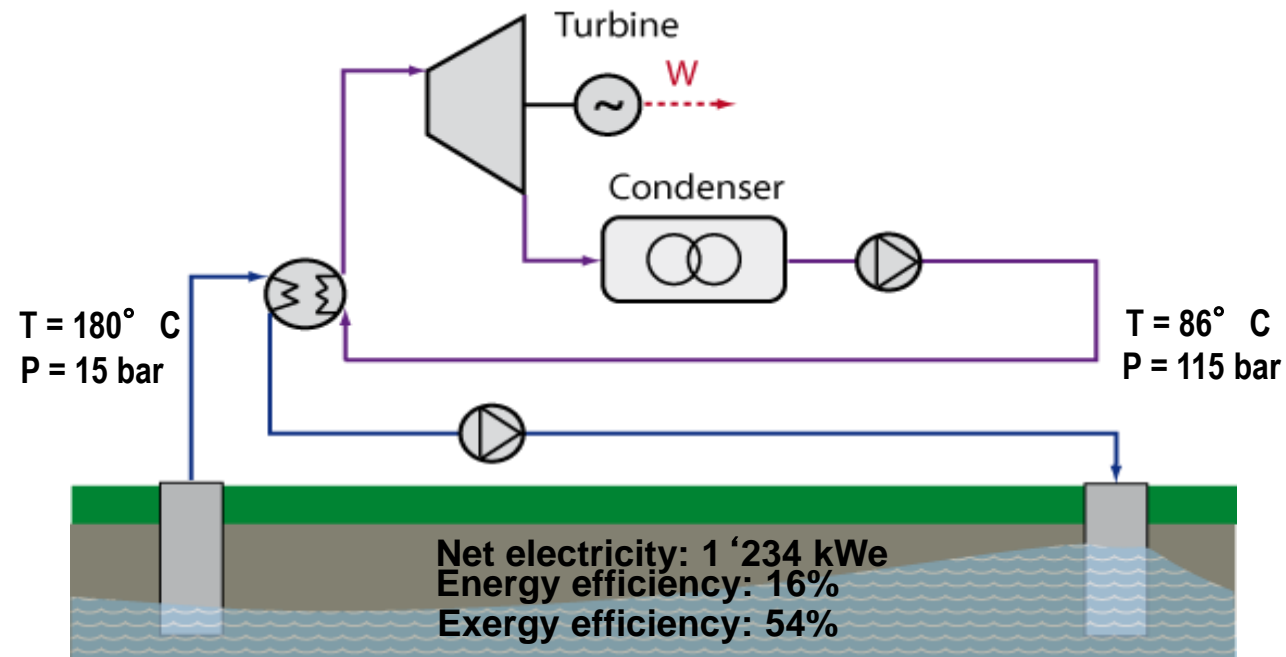 Turbine
W
~
Condenser
T = 180° C
P = 15 bar
T = 86° C
P = 115 bar
Net electricity: 1 ‘234 kWe
Energy efficiency: 16%
Exergy efficiency: 54%